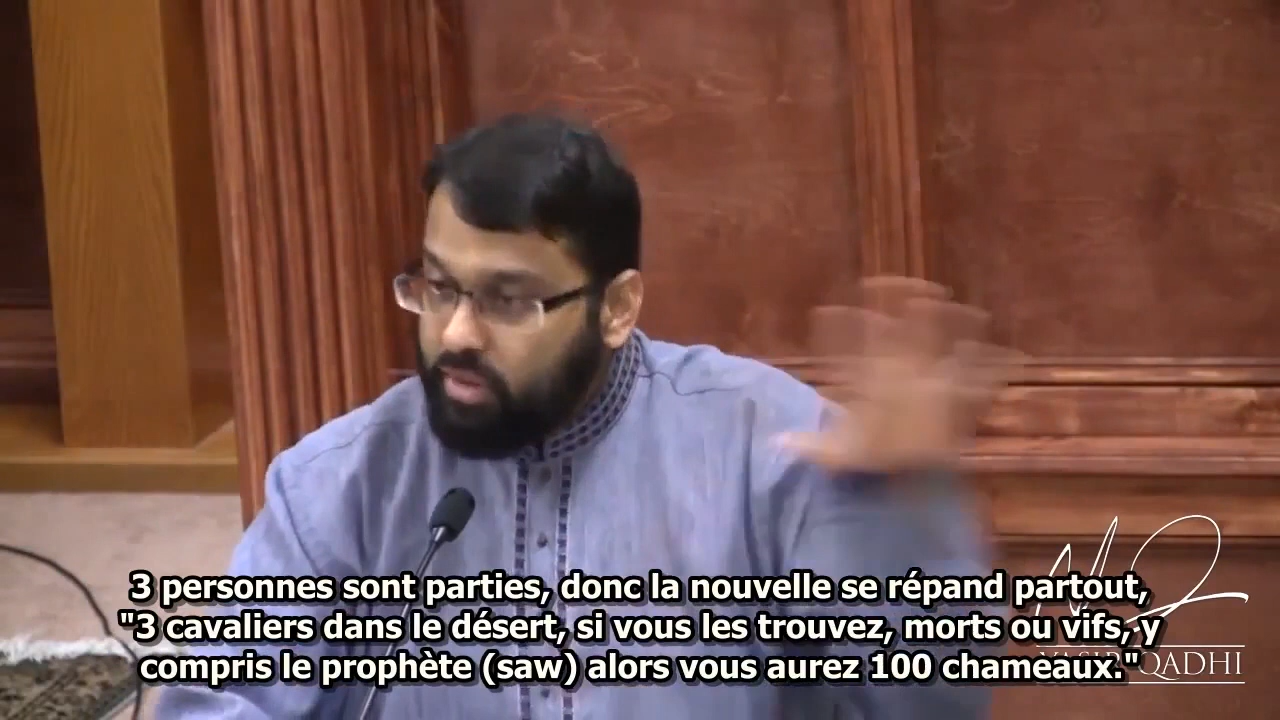 3 personnes sont parties, donc la nouvelle se répand partout,
"3 cavaliers dans le désert, si vous les trouvez, morts ou vifs, y
compris le prophète (saw) alors vous aurez 100 chameaux."
YASIR QADHI